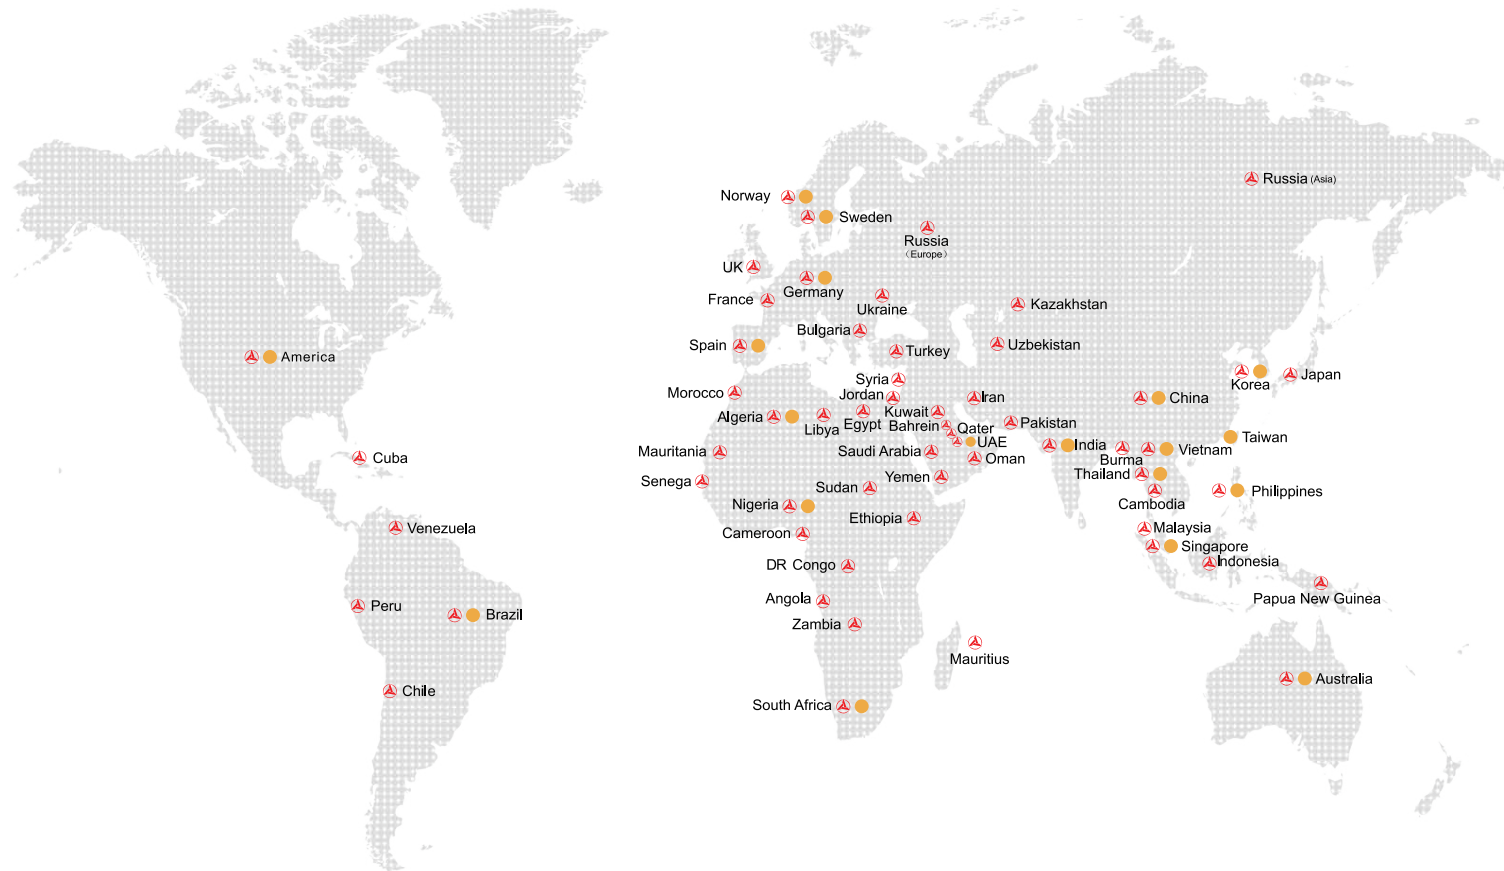 Russia (Asia)
Norway
Sweden
Russia
(Europe)
UK
Germany
France
Ukraine
Kazakhstan
Bulgaria
Spain
Uzbekistan
Turkey
America
Syria
Korea
Japan
Morocco
Jordan
Iran
China
Algeria
Libya
Egypt
Kuwait
Bahrein
Qater
Pakistan
UAE
India
Taiwan
Mauritania
Saudi Arabia
Oman
Burma
Vietnam
Cuba
Senega
Sudan
Yemen
Thailand
Cambodia
Philippines
Nigeria
Ethiopia
Venezuela
Cameroon
Malaysia
Singapore
Indonesia
DR Congo
Papua New Guinea
Peru
Brazil
Angola
Zambia
Mauritius
Chile
South Africa
Australia